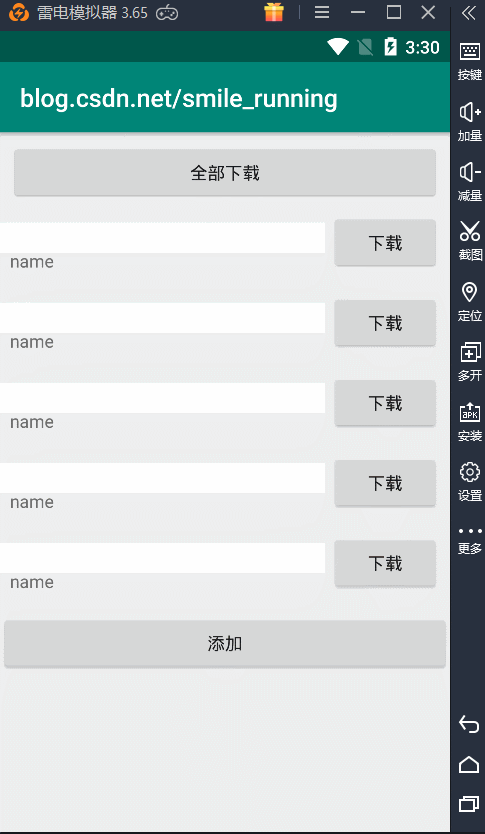 雷电模拟器 3.65
3:30
blog.csdn.net/smile_running
全部下载
下载
name
下载
name
下载
name
下载
name
下载
name
添加
按键
加量
减量
截图
定位
多开
APK
安装
设置
更多